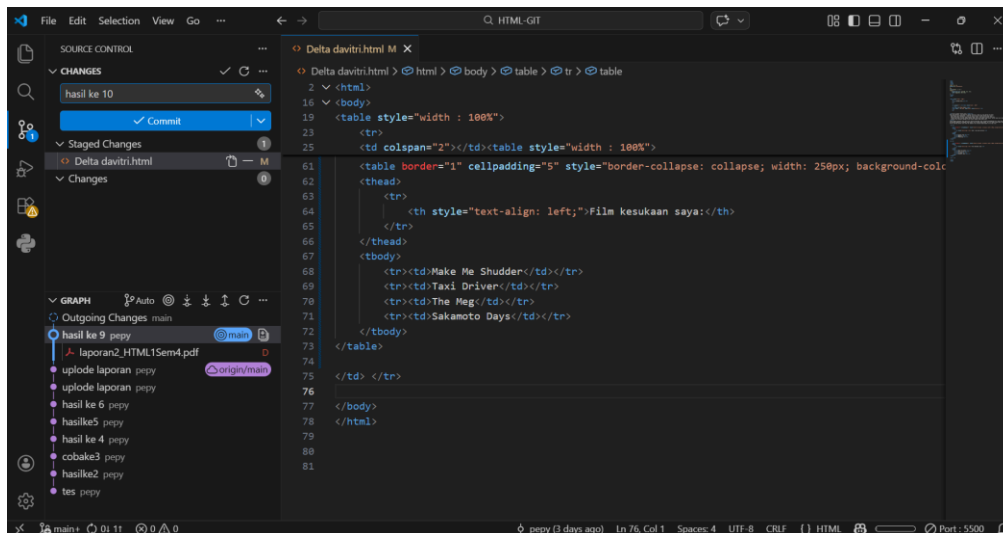 File Edit Selection View Go ···
HTML-GIT
SOURCE CONTROL
CHANGES
hasil ke 10
Commit
Staged Changes 1
Delta davitri.html M
Changes 0
GRAPH Auto
Outgoing Changes main
hasil ke 9 pepy main
laporan2_HTML1Sem4.pdf D
uplode laporan pepy origin/main
uplode laporan pepy
hasil ke 6 pepy
hasilke5 pepy
hasil ke 4 pepy
cobake3 pepy
hasilke2 pepy
tes pepy
Delta davitri.html M
Delta davitri.html > html > body > table > tr > table
2 <html>
16 <body>
19 <table style="width : 100%">
23 <tr>
25 <td colspan="2"></td><table style="width : 100%">
61 <table border="1" cellpadding="5" style="border-collapse: collapse; width: 250px; background-colo
62 <thead>
63 <tr>
64 <th style="text-align: left;">Film kesukaan saya:</th>
65 </tr>
66 </thead>
67 <tbody>
68 <tr><td>Make Me Shudder</td></tr>
69 <tr><td>Taxi Driver</td></tr>
70 <tr><td>The Meg</td></tr>
71 <tr><td>Sakamoto Days</td></tr>
72 </tbody>
73 </table>
74
75 </td> </tr>
76
77 </body>
78 </html>
79
80
81
main+ 0↓ 1↑ 0 0 pepy (3 days ago) Ln 76, Col 1 Spaces: 4 UTF-8 CRLF {} HTML Port : 5500